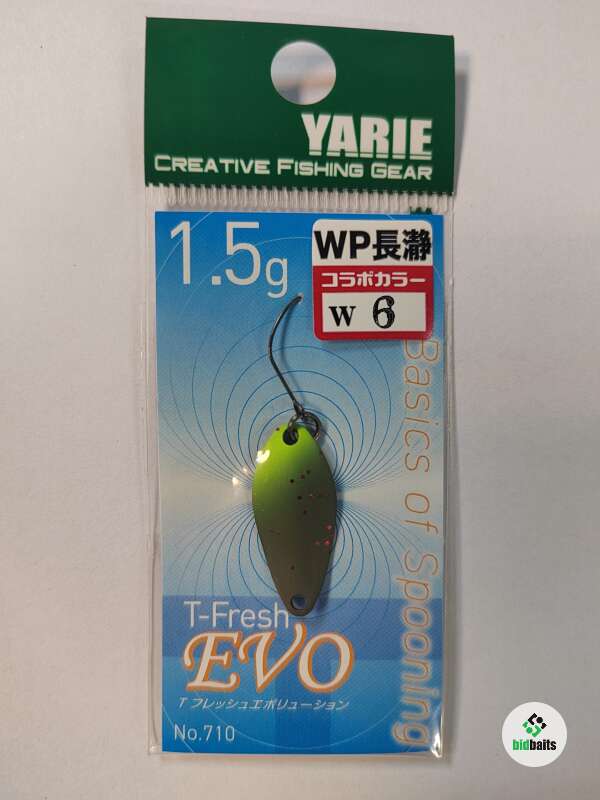 YARIE
CREATIVE FISHING GEAR
1.5g
WP長瀞
コラボカラー
W 6
Basics of Spooning
T-Fresh
EVO
T フレッシュエボリューション
No.710
bidbaits